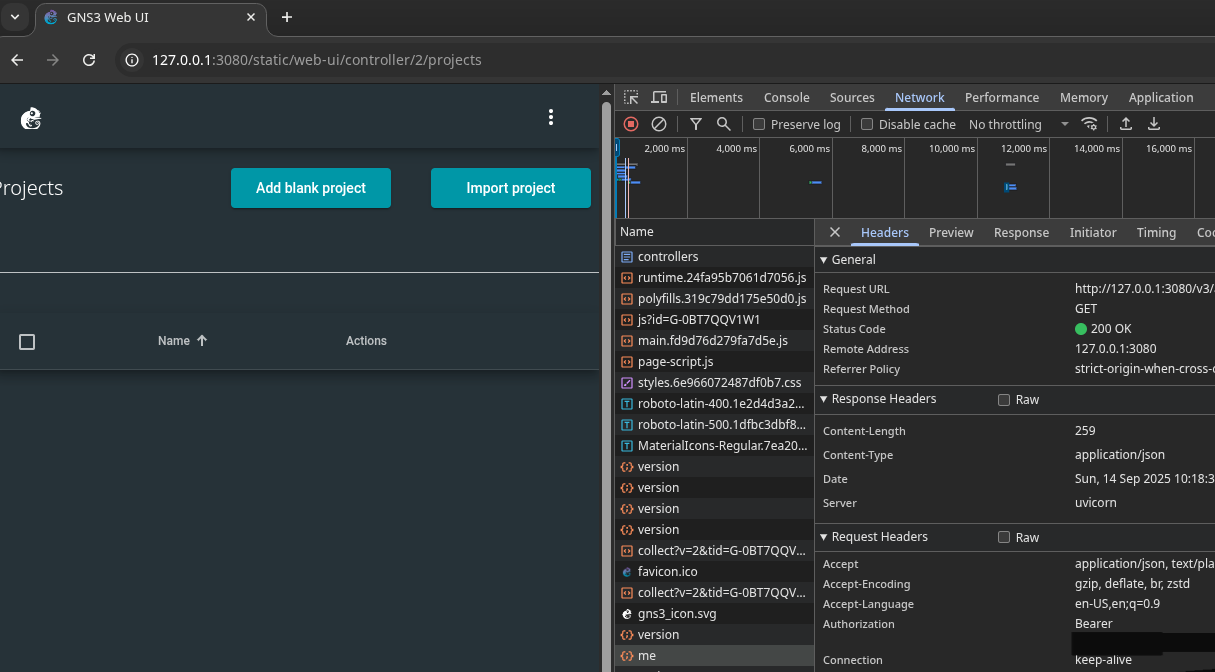 GNS3 Web UI
127.0.0.1:3080/static/web-ui/controller/2/projects
Projects
Add blank project
Import project
Name
Actions
Elements Console Sources Network Performance Memory Application
Preserve log Disable cache No throttling
2,000 ms 4,000 ms 6,000 ms 8,000 ms 10,000 ms 12,000 ms 14,000 ms 16,000 ms
Name
controllers
runtime.24fa95b7061d7056.js
polyfills.319c79dd175e50d0.js
js?id=G-0BT7QQV1W1
main.fd9d76d279fa7d5e.js
page-script.js
styles.6e966072487df0b7.css
roboto-latin-400.1e2d4d3a2...
roboto-latin-500.1dfbc3dbf8...
MaterialIcons-Regular.7ea20...
version
version
version
version
collect?v=2&tid=G-0BT7QQV...
favicon.ico
collect?v=2&tid=G-0BT7QQV...
gns3_icon.svg
version
me
Headers Preview Response Initiator Timing Coo
General
Request URL http://127.0.0.1:3080/v3/
Request Method GET
Status Code 200 OK
Remote Address 127.0.0.1:3080
Referrer Policy strict-origin-when-cross-
Response Headers Raw
Content-Length 259
Content-Type application/json
Date Sun, 14 Sep 2025 10:18:3
Server uvicorn
Request Headers Raw
Accept application/json, text/pla
Accept-Encoding gzip, deflate, br, zstd
Accept-Language en-US,en;q=0.9
Authorization Bearer
Connection keep-alive